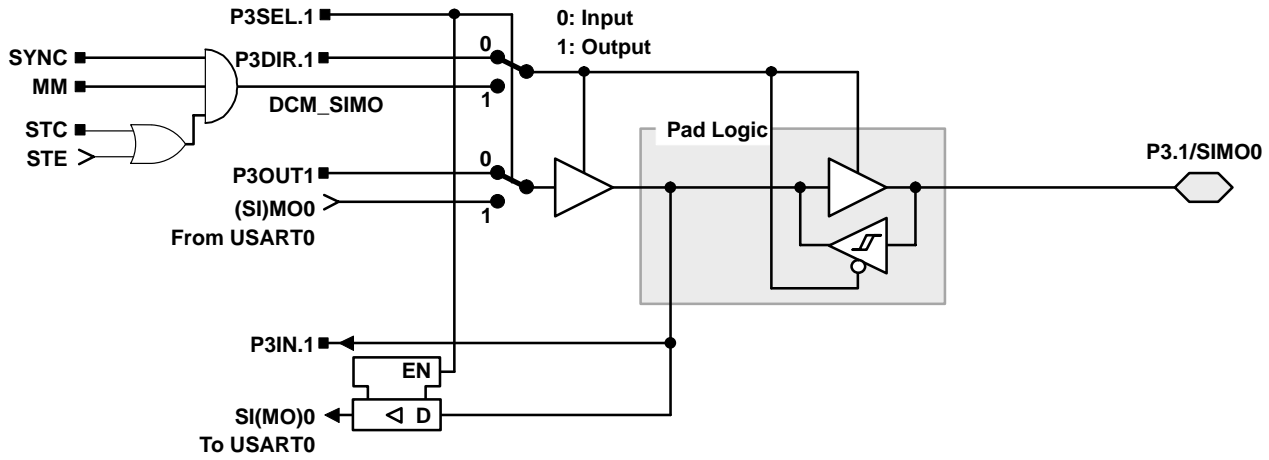 P3SEL.1
0: Input
1: Output
SYNC
P3DIR.1
0
MM
1
DCM_SIMO
STC
STE
Pad Logic
P3.1/SIMO0
P3OUT1
0
(SI)MO0
1
From USART0
P3IN.1
EN
SI(MO)0
D
To USART0